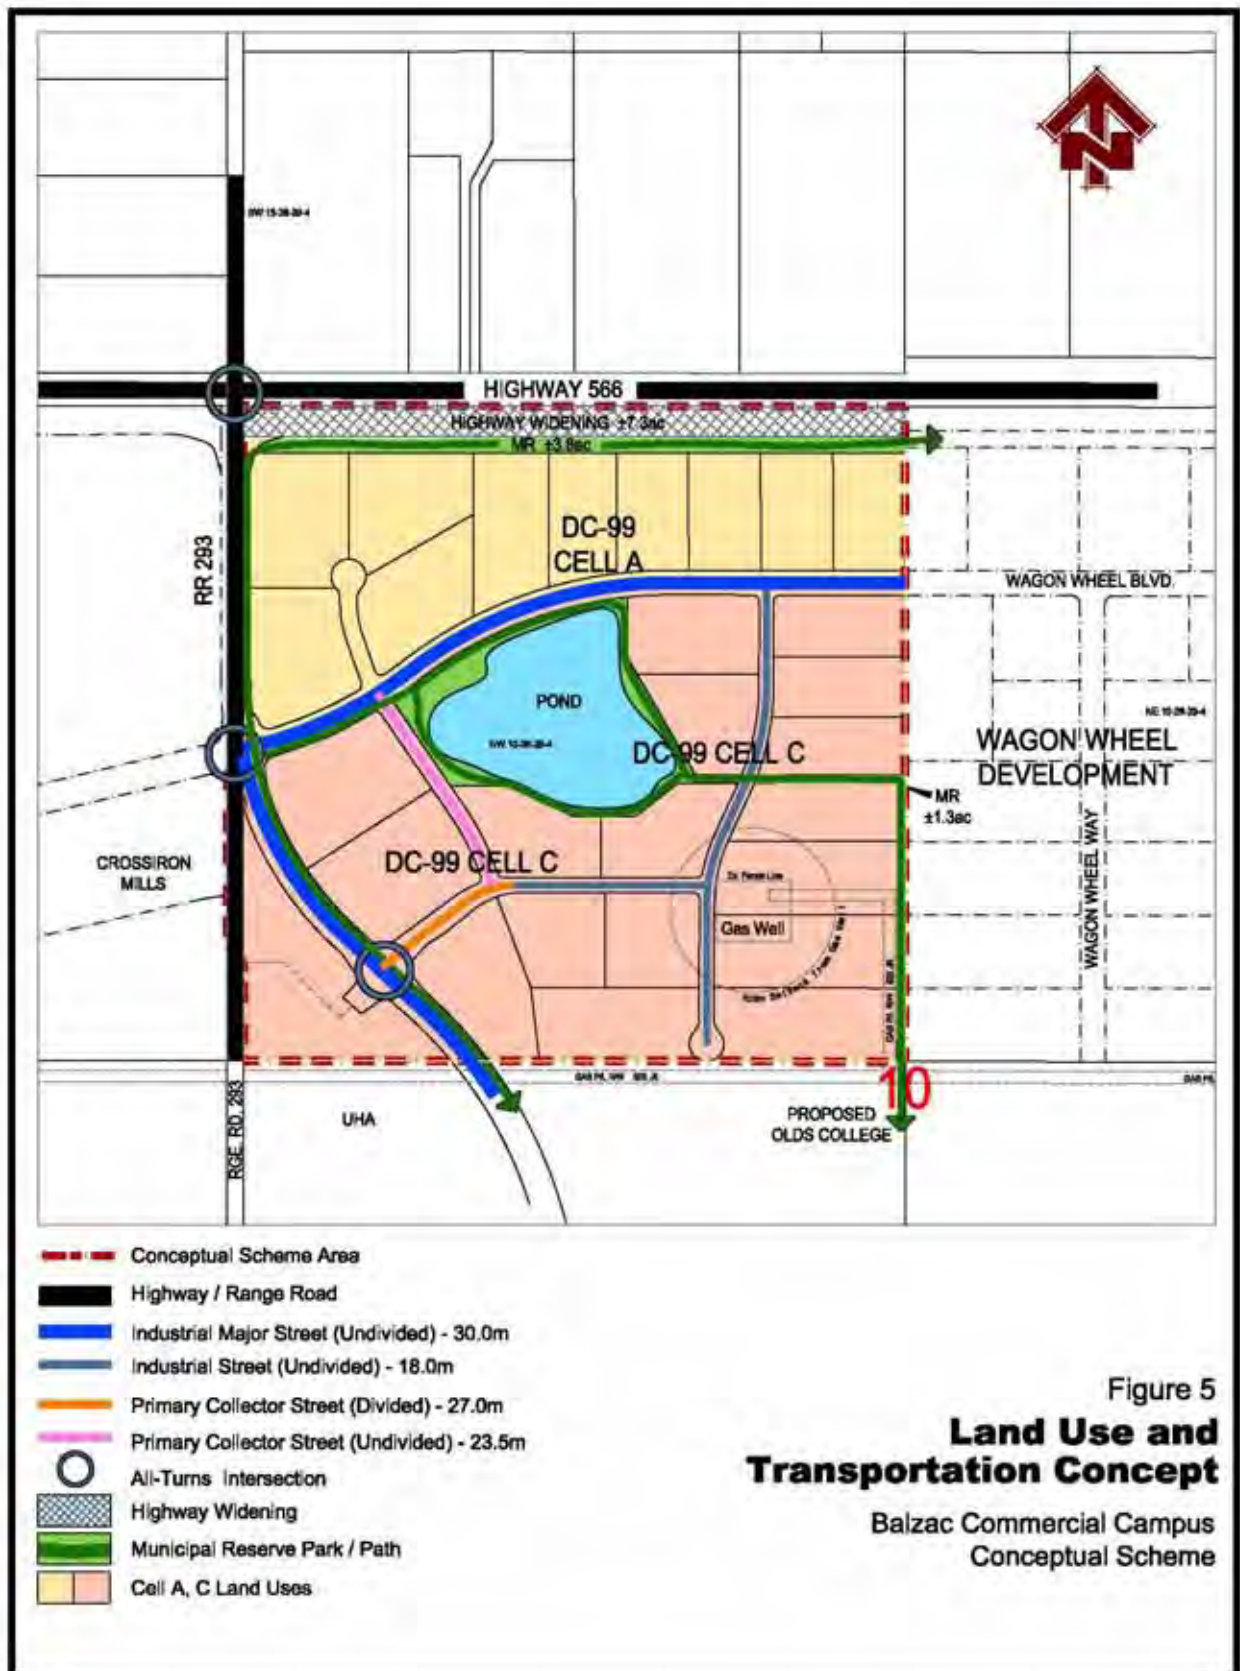 HIGHWAY 566
HIGHWAY WIDENING ±7.3ac
MR ±3.8ac
DC-99
CELL A
RR 293
WAGON WHEEL BLVD.
POND
DC-99 CELL C
WAGON WHEEL
DEVELOPMENT
MR
±1.3ac
WAGON WHEEL WAY
CROSSIRON
MILLS
DC-99 CELL C
Gas Well
10
PROPOSED
OLDS COLLEGE
UHA
RGE. RD. 293
Conceptual Scheme Area
Highway / Range Road
Industrial Major Street (Undivided) - 30.0m
Industrial Street (Undivided) - 18.0m
Primary Collector Street (Divided) - 27.0m
Primary Collector Street (Undivided) - 23.5m
All-Turns Intersection
Highway Widening
Municipal Reserve Park / Path
Cell A, C Land Uses
Figure 5
Land Use and
Transportation Concept
Balzac Commercial Campus
Conceptual Scheme